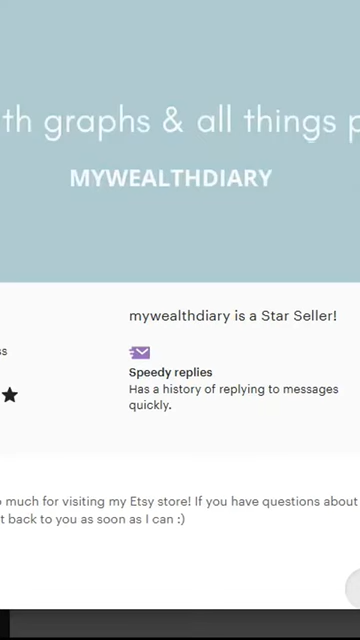 th graphs & all things p
MYWEALTHDIARY
mywealthdiary is a Star Seller!
ss
Speedy replies
Has a history of replying to messages
quickly.
o much for visiting my Etsy store! If you have questions about
t back to you as soon as I can :)